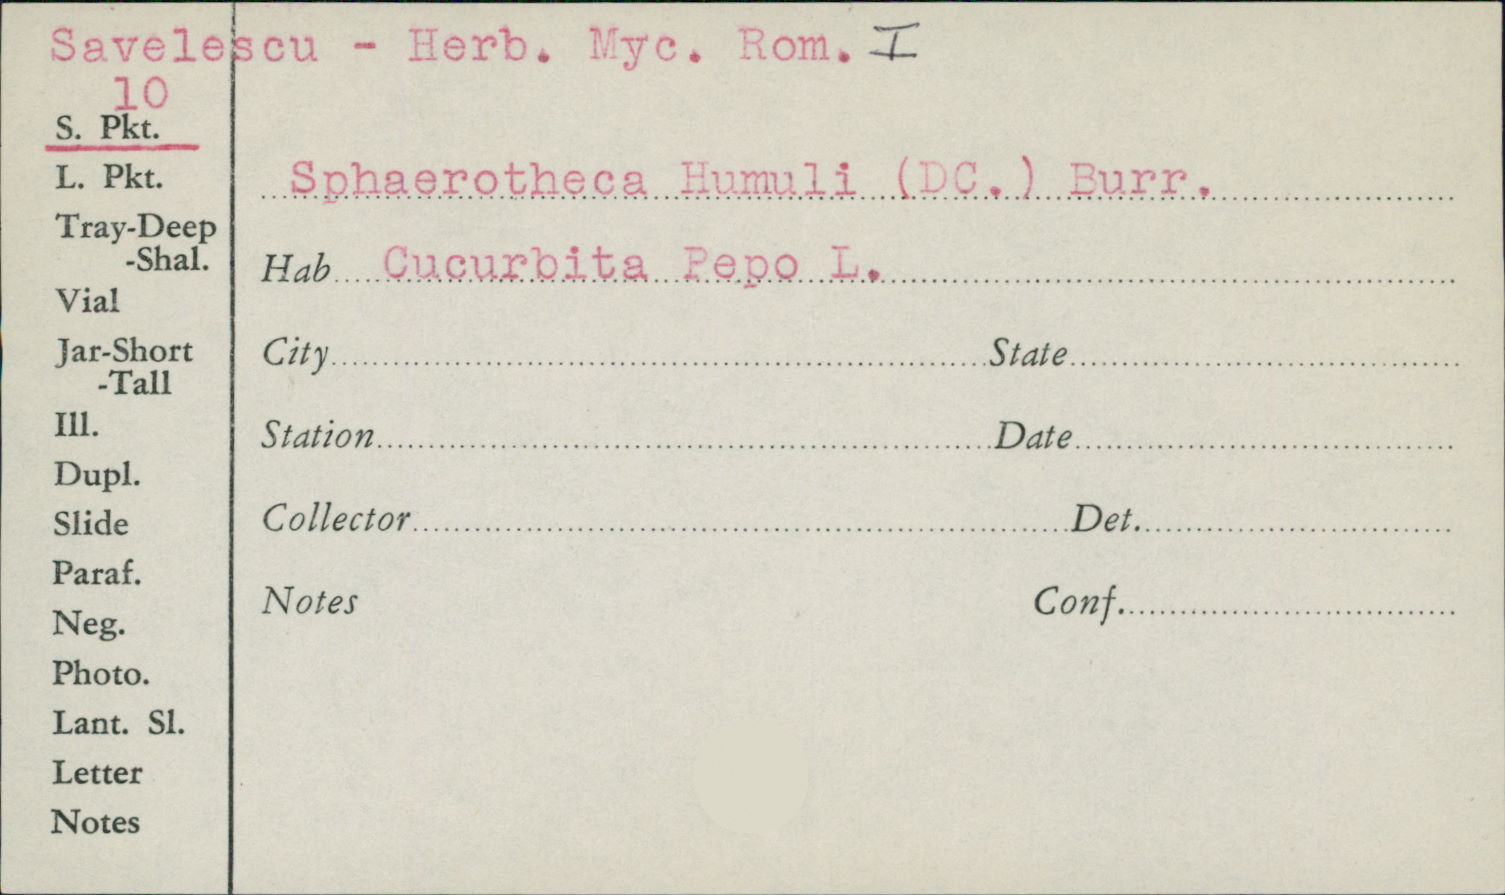 Savelescu - Herb. Myc. Rom. I
10
S. Pkt.
L. Pkt.
Tray-Deep
-Shal.
Vial
Jar-Short
-Tall
Ill.
Dupl.
Slide
Paraf.
Neg.
Photo.
Lant. Sl.
Letter
Notes
Sphaerotheca Humuli (DC.) Burr.
Hab Cucurbita Pepo L.
City State
Station Date
Collector Det.
Notes Conf.